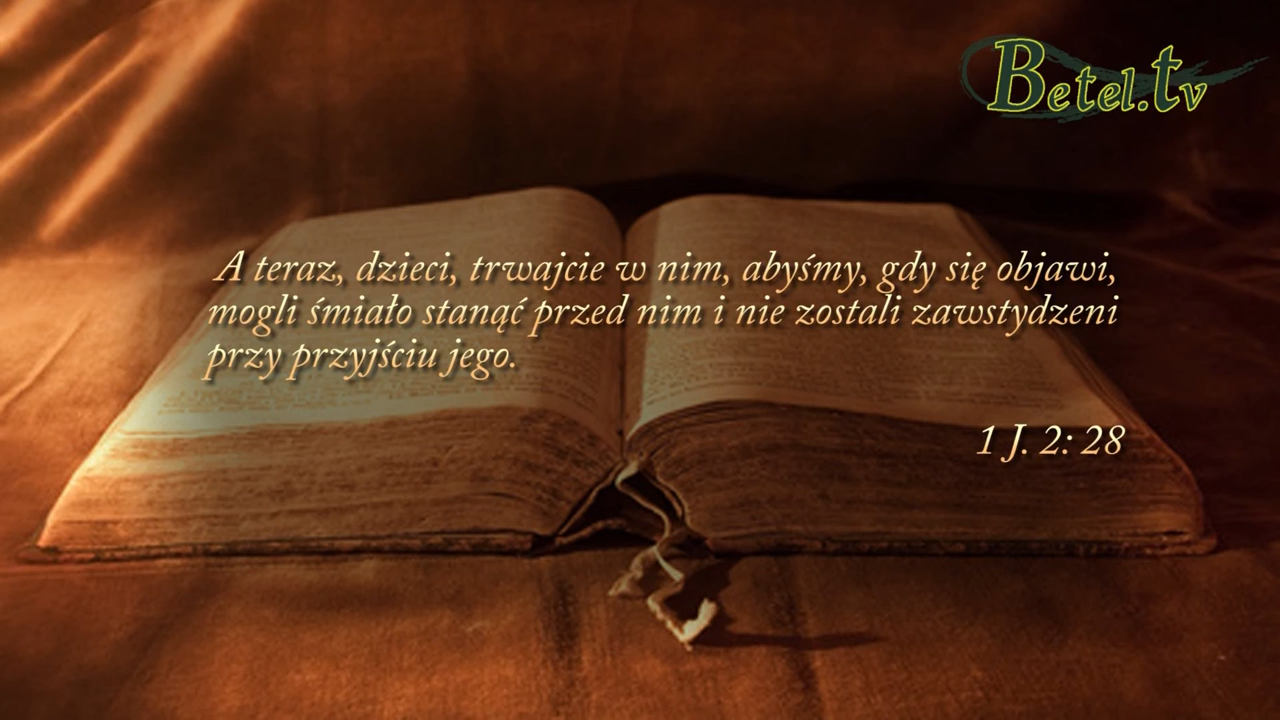 Betel.tv
A teraz, dzieci, trwajcie w nim, abyśmy, gdy się objawi,
mogli śmiało stanąć przed nim i nie zostali zawstydzeni
przy przyjściu jego.
1 J. 2: 28